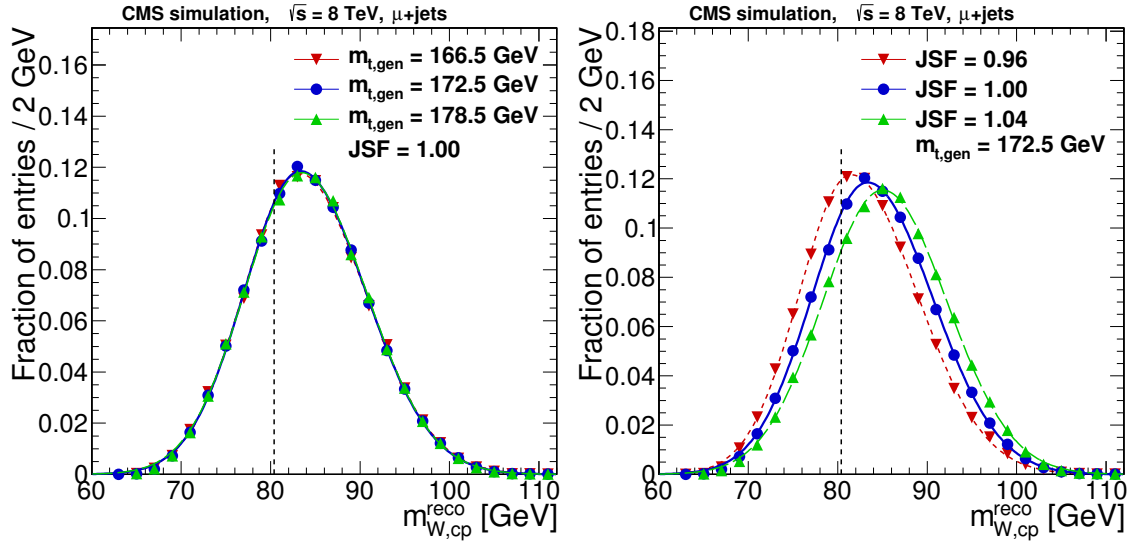 CMS simulation, √s = 8 TeV, μ+jets
Fraction of entries / 2 GeV
0.16
0.14
0.12
0.1
0.08
0.06
0.04
0.02
0
m_t,gen = 166.5 GeV
m_t,gen = 172.5 GeV
m_t,gen = 178.5 GeV
JSF = 1.00
60 70 80 90 100 110
m^reco_W,cp [GeV]
CMS simulation, √s = 8 TeV, μ+jets
Fraction of entries / 2 GeV
0.18
0.16
0.14
0.12
0.1
0.08
0.06
0.04
0.02
0
JSF = 0.96
JSF = 1.00
JSF = 1.04
m_t,gen = 172.5 GeV
60 70 80 90 100 110
m^reco_W,cp [GeV]